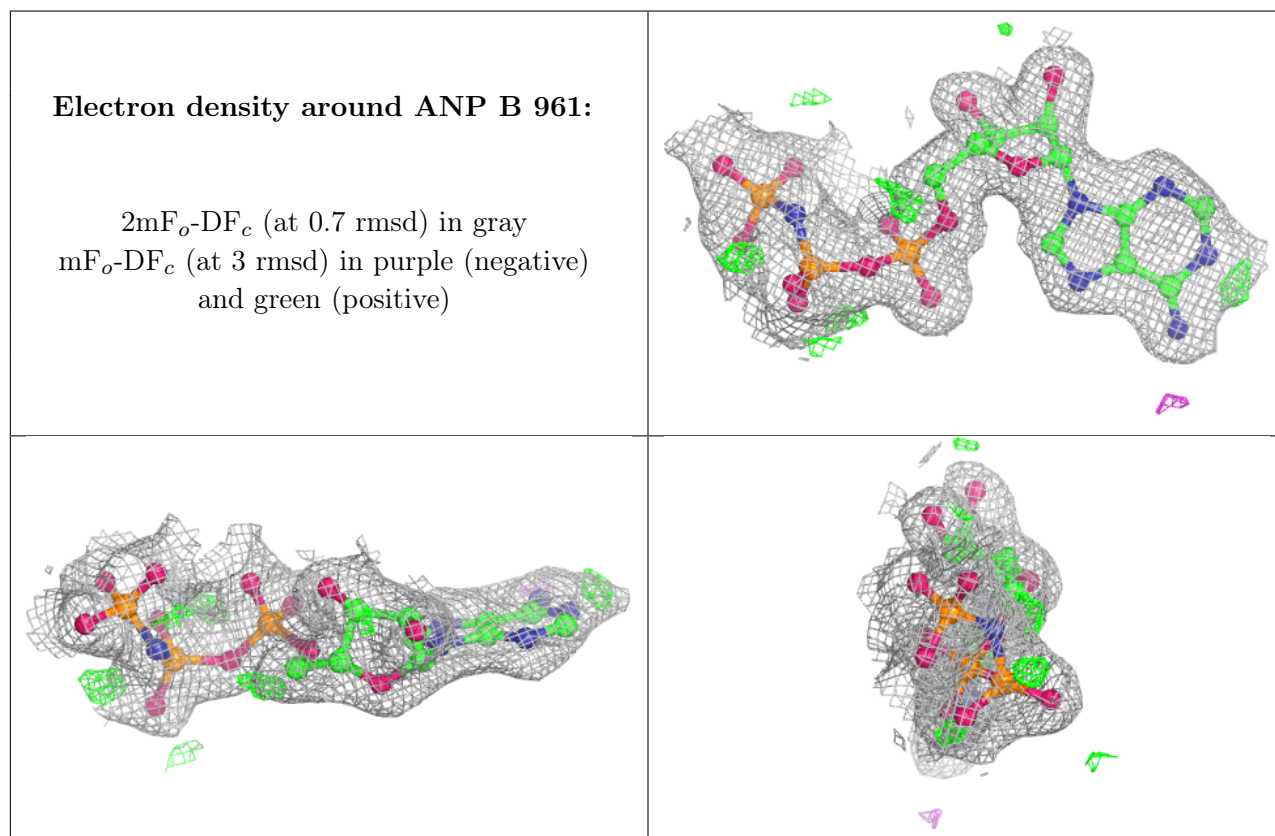 Electron density around ANP B 961:
2mFo-DFc (at 0.7 rmsd) in gray
mFo-DFc (at 3 rmsd) in purple (negative)
and green (positive)